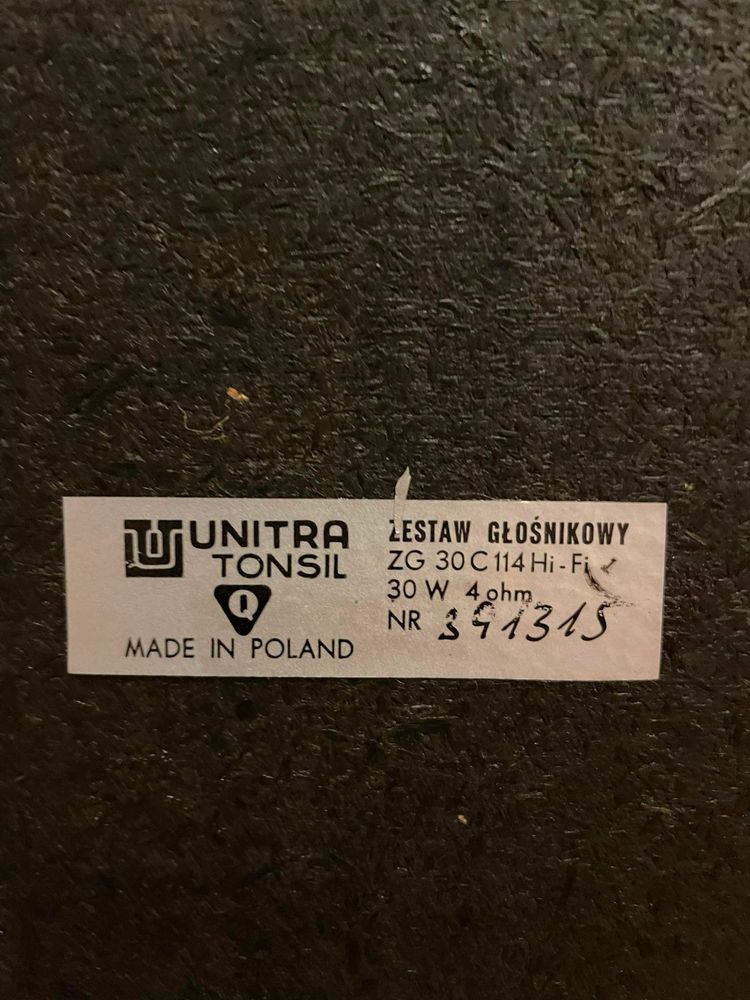 UNITRA
TONSIL
Q
MADE IN POLAND
ZESTAW GŁOŚNIKOWY
ZG 30 C 114 Hi-Fi
30 W 4 ohm
NR 391315